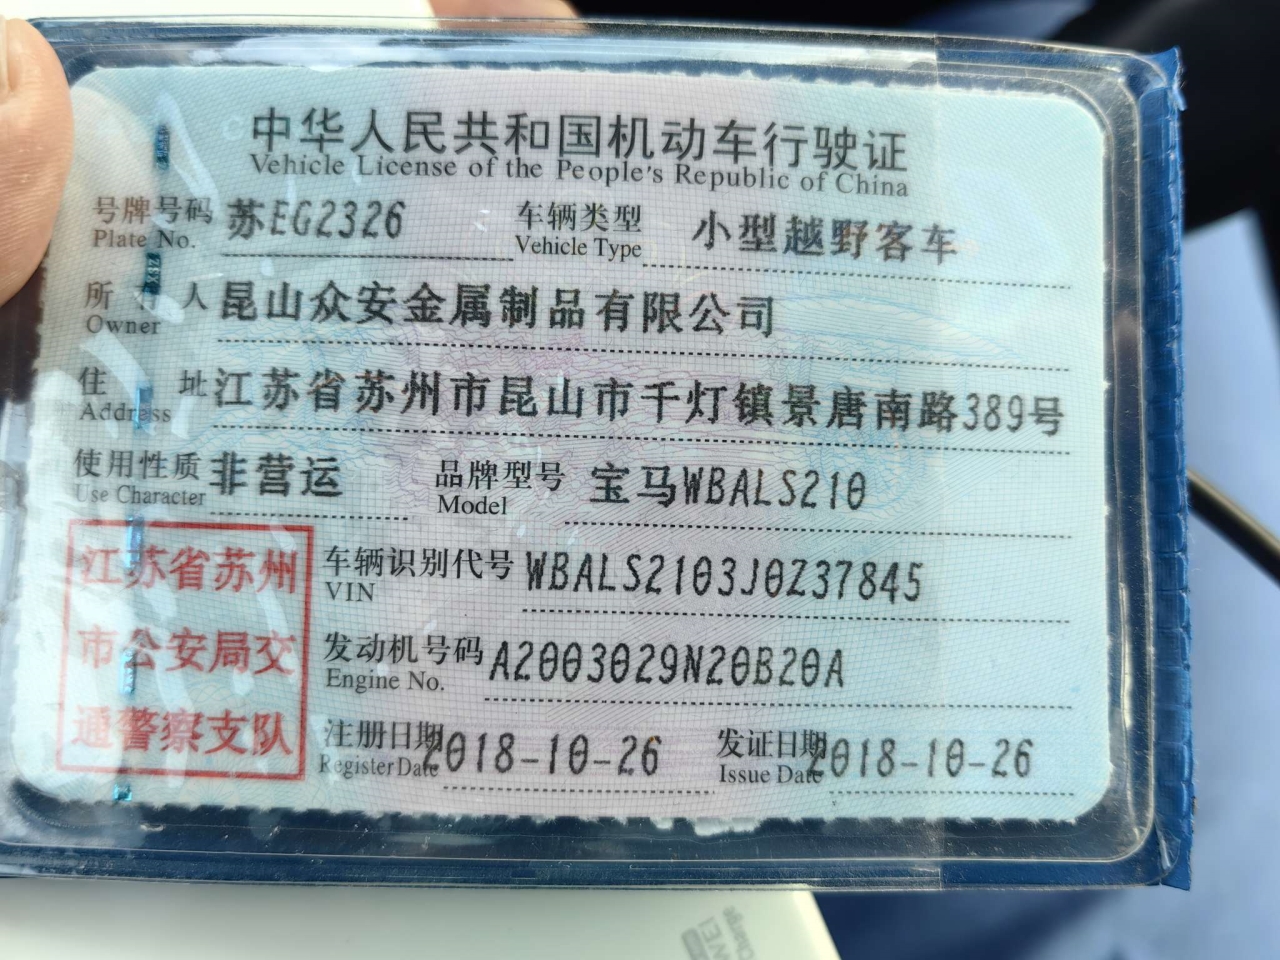 中华人民共和国机动车行驶证
Vehicle License of the People's Republic of China
号牌号码 苏EG2326 车辆类型 小型越野客车
Plate No. Vehicle Type
所 人 昆山众安金属制品有限公司
Owner
住 址 江苏省苏州市昆山市千灯镇景唐南路389号
Address
使用性质 非营运 品牌型号 宝马WBALS210
Use Character Model
车辆识别代号 WBALS2103J0Z37845
VIN
发动机号码 A2003029N20B20A
Engine No.
注册日期 2018-10-26 发证日期 2018-10-26
Register Date Issue Date
江苏省苏州
市公安局交
通警察支队